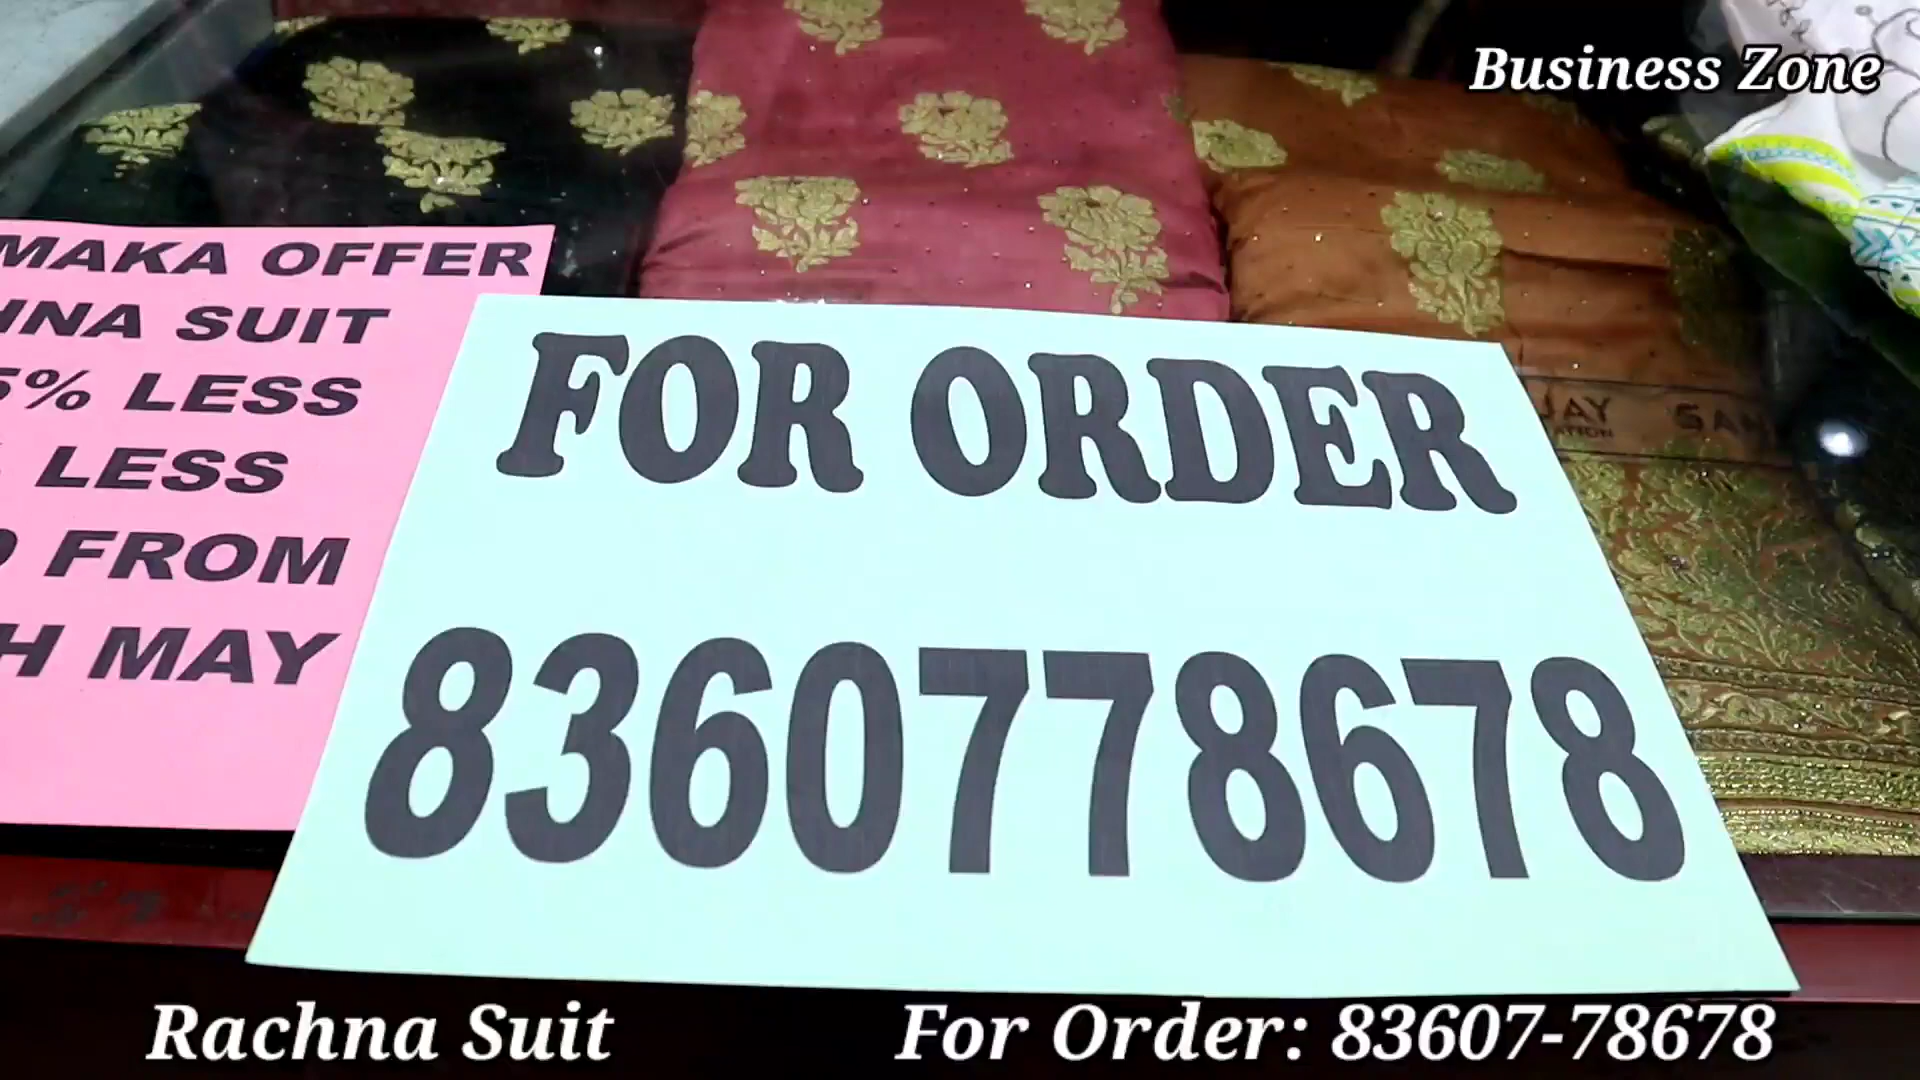 Business Zone
MAKA OFFER
HNA SUIT
5% LESS
LESS
FROM
H MAY
FOR ORDER
8360778678
Rachna Suit
For Order: 83607-78678